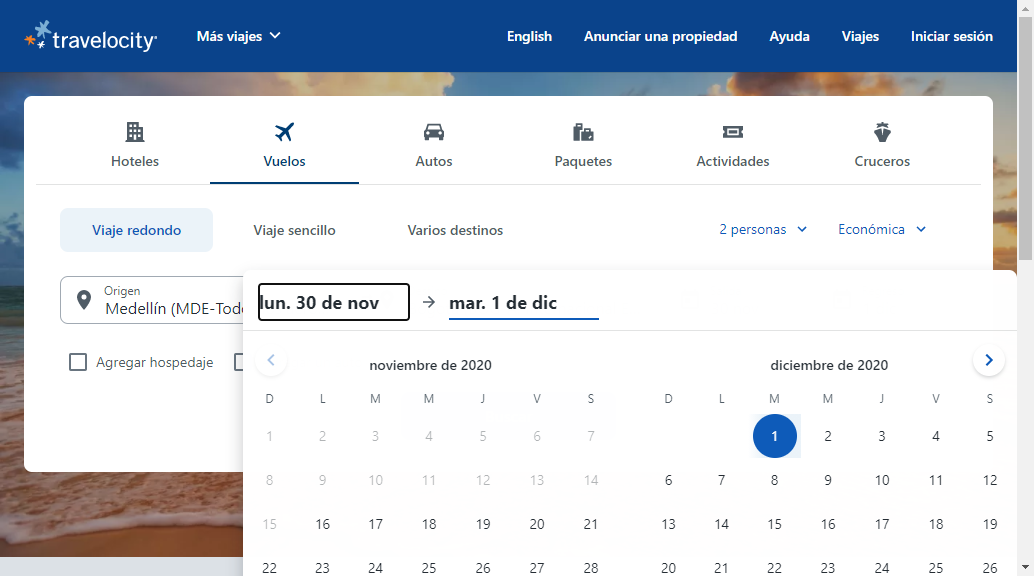 travelocity
Más viajes
English
Anunciar una propiedad
Ayuda
Viajes
Iniciar sesión
Hoteles
Vuelos
Autos
Paquetes
Actividades
Cruceros
Viaje redondo
Viaje sencillo
Varios destinos
2 personas
Económica
Origen
Medellín (MDE-Tod
lun. 30 de nov
mar. 1 de dic
Agregar hospedaje
noviembre de 2020
D L M M J V S
1 2 3 4 5 6 7
8 9 10 11 12 13 14
15 16 17 18 19 20 21
22 23 24 25 26 27 28
diciembre de 2020
D L M M J V S
1 2 3 4 5
6 7 8 9 10 11 12
13 14 15 16 17 18 19
20 21 22 23 24 25 26